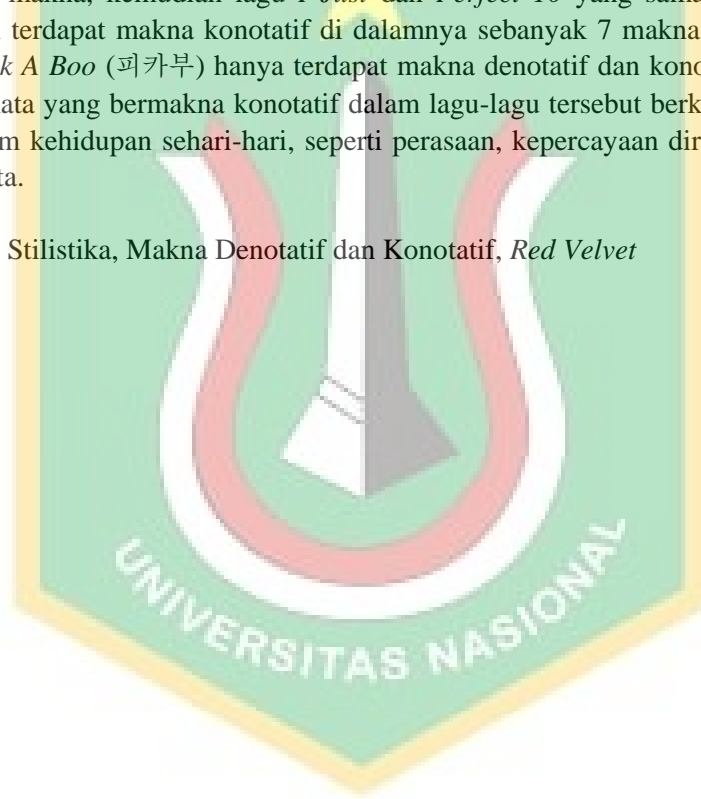 makna, kemudian lagu I Just dan Perfect 10 yang sama
terdapat makna konotatif di dalamnya sebanyak 7 makna
k A Boo (피카부) hanya terdapat makna denotatif dan kono
ata yang bermakna konotatif dalam lagu-lagu tersebut berk
m kehidupan sehari-hari, seperti perasaan, kepercayaan dir
ta.
Stilistika, Makna Denotatif dan Konotatif, Red Velvet
UNIVERSITAS NASIONAL